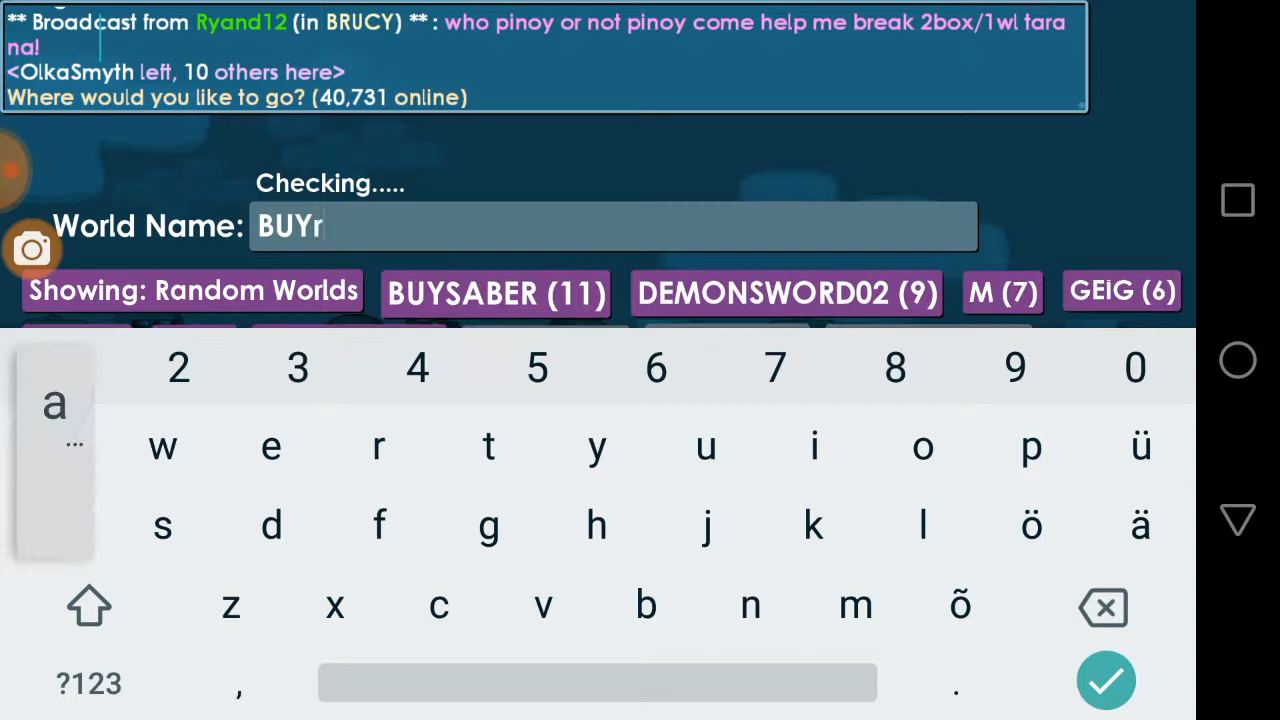 ** Broadcast from Ryand12 (in BRUCY) ** : who pinoy or not pinoy come help me break 2box/1wl tara
na!
<OlkaSmyth left, 10 others here>
Where would you like to go? (40,731 online)
Checking.....
World Name: BUYr
Showing: Random Worlds BUYSABER (11) DEMONSWORD02 (9) M (7) GEIG (6)
2 3 4 5 6 7 8 9 0
a
...
w e r t y u i o p ü
s d f g h j k l ö ä
z x c v b n m õ
?123 , .